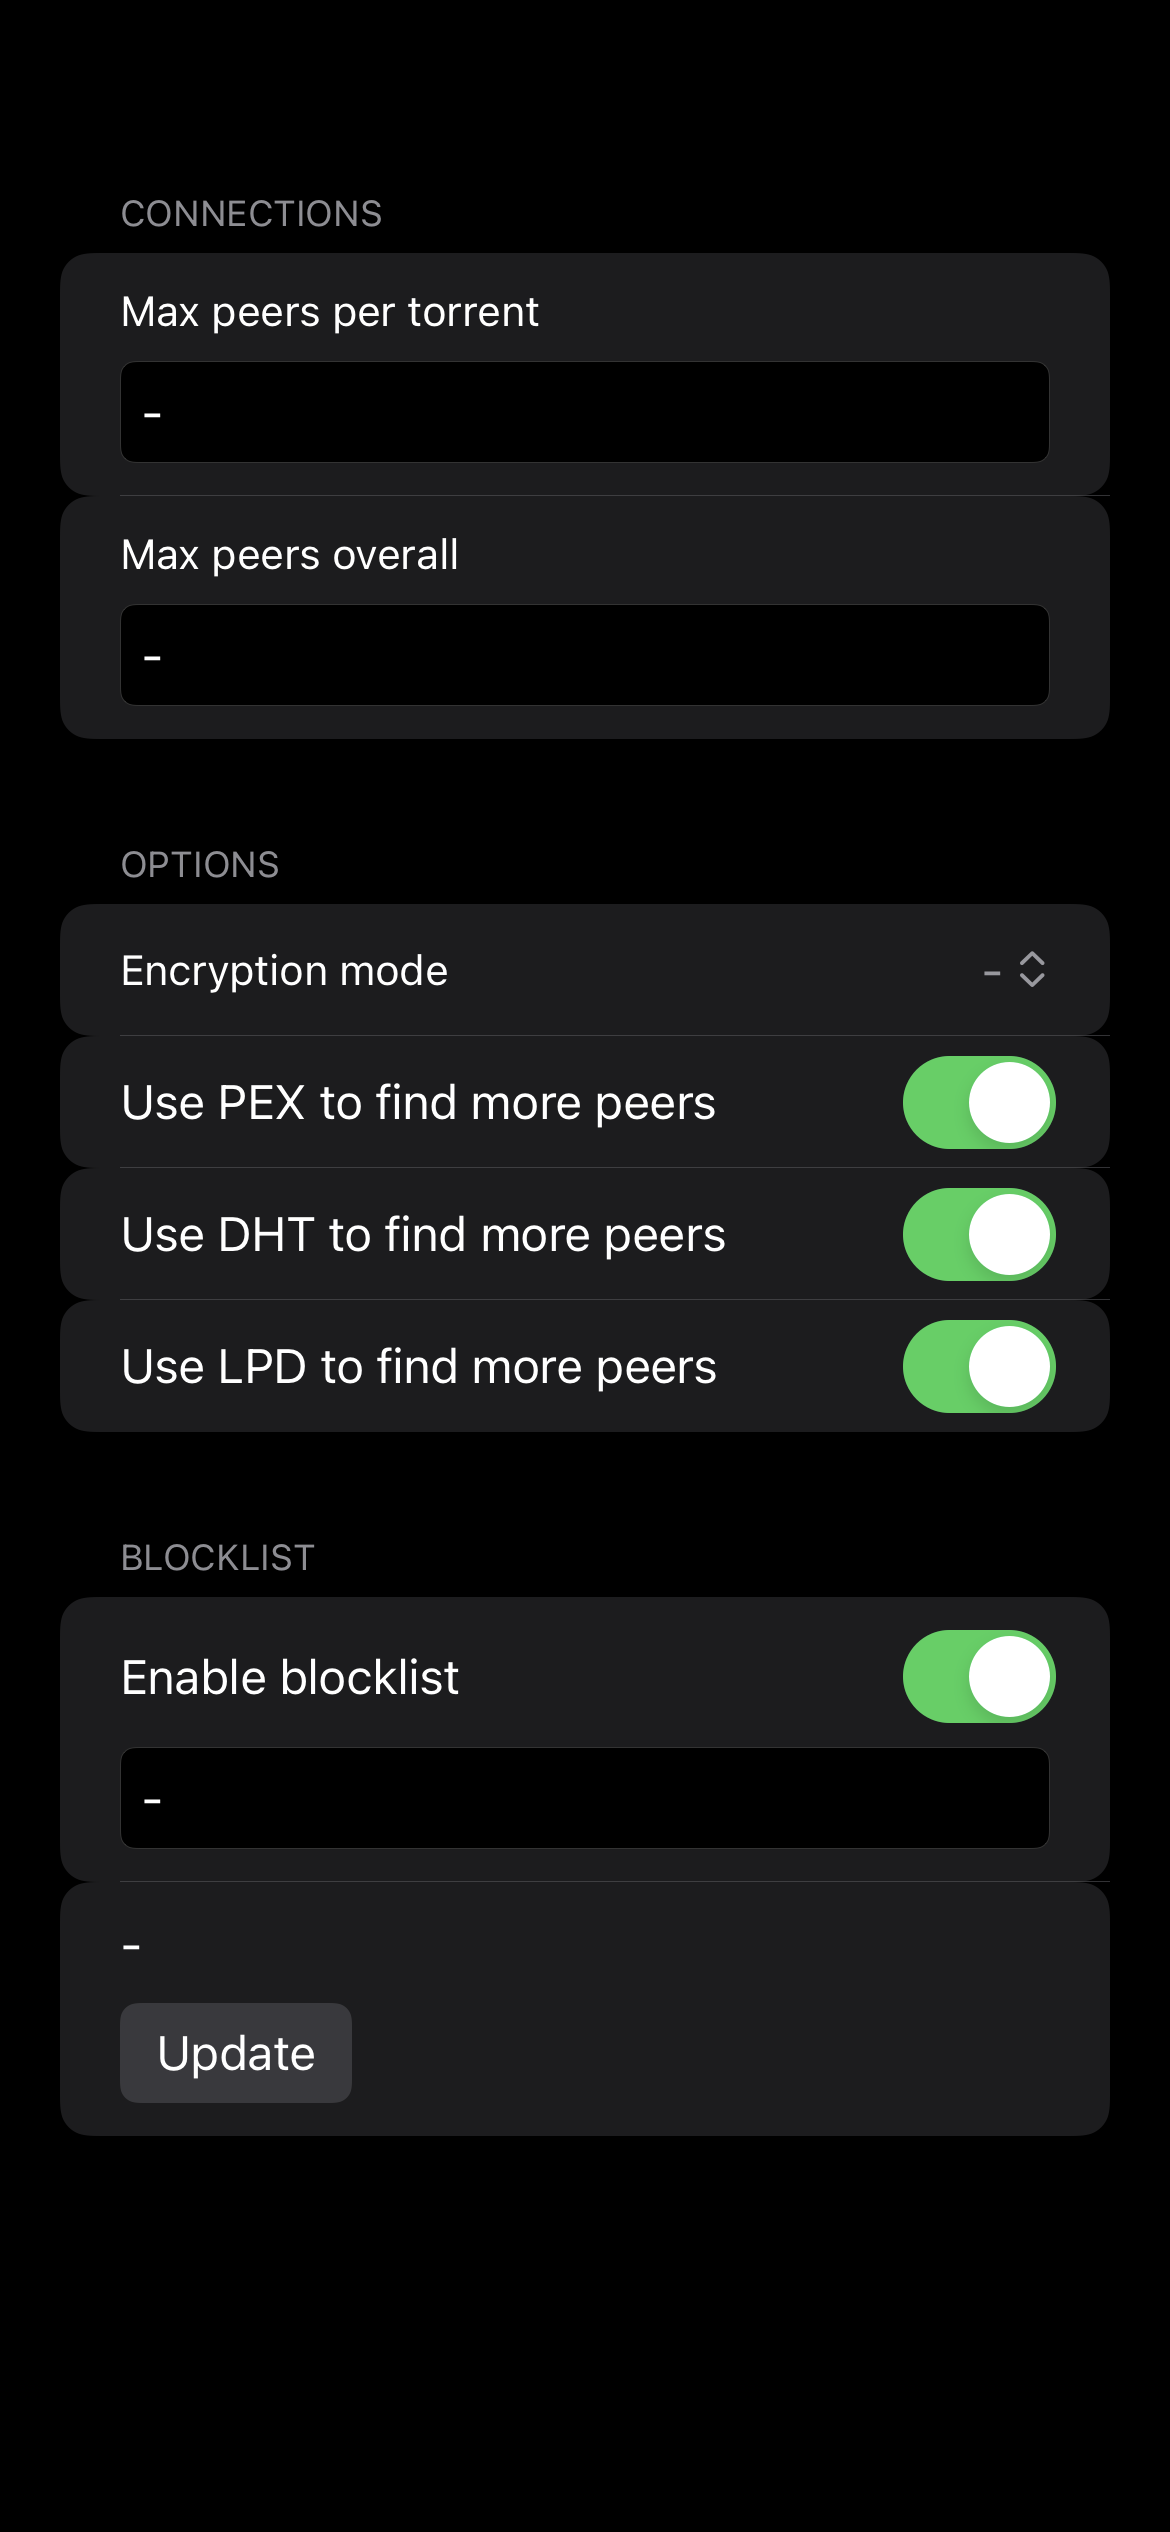 CONNECTIONS
Max peers per torrent
-
Max peers overall
-
OPTIONS
Encryption mode -
Use PEX to find more peers
Use DHT to find more peers
Use LPD to find more peers
BLOCKLIST
Enable blocklist
-
-
Update